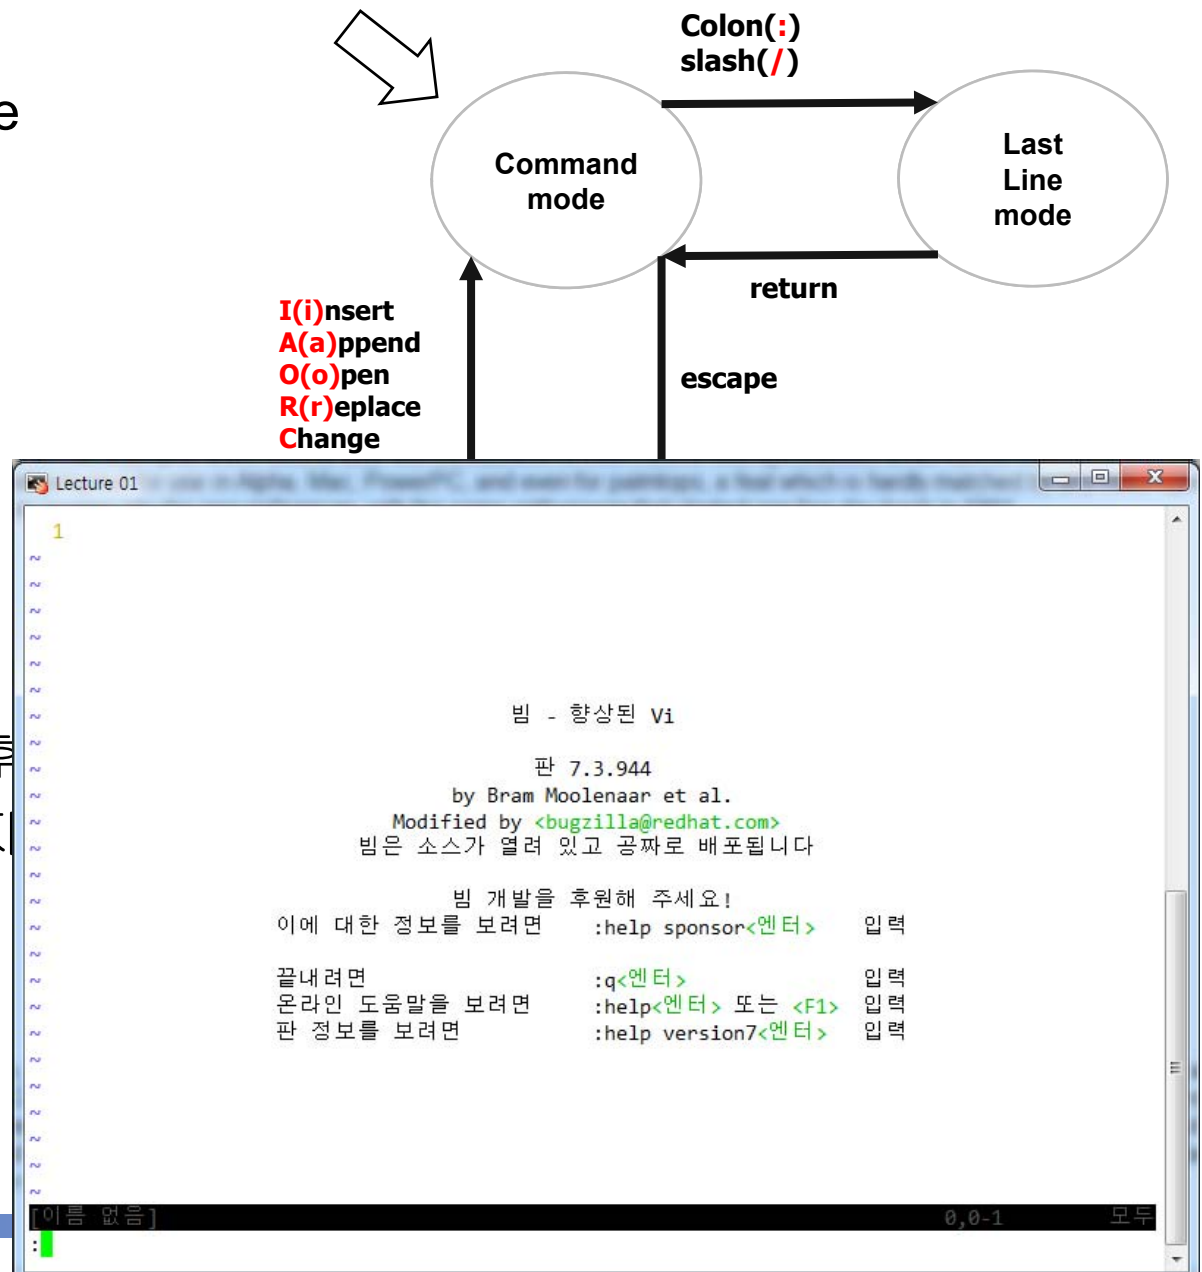 Colon(:)
slash(/)
e
Command
mode
Last
Line
mode
return
I(i)nsert
A(a)ppend
O(o)pen
R(r)eplace
Change
escape
Lecture 01
1
~
~
~
~
~
~
~ 빔 - 향상된 Vi
~
~ 판 7.3.944
~ by Bram Moolenaar et al.
~ Modified by <bugzilla@redhat.com>
~ 빔은 소스가 열려 있고 공짜로 배포됩니다
~
~ 빔 개발을 후원해 주세요!
~ 이에 대한 정보를 보려면 :help sponsor<엔터> 입력
~
~ 끝내려면 :q<엔터> 입력
~ 온라인 도움말을 보려면 :help<엔터> 또는 <F1> 입력
~ 판 정보를 보려면 :help version7<엔터> 입력
~
~
~
~
~
~
[이름 없음] 0,0-1 모두
: